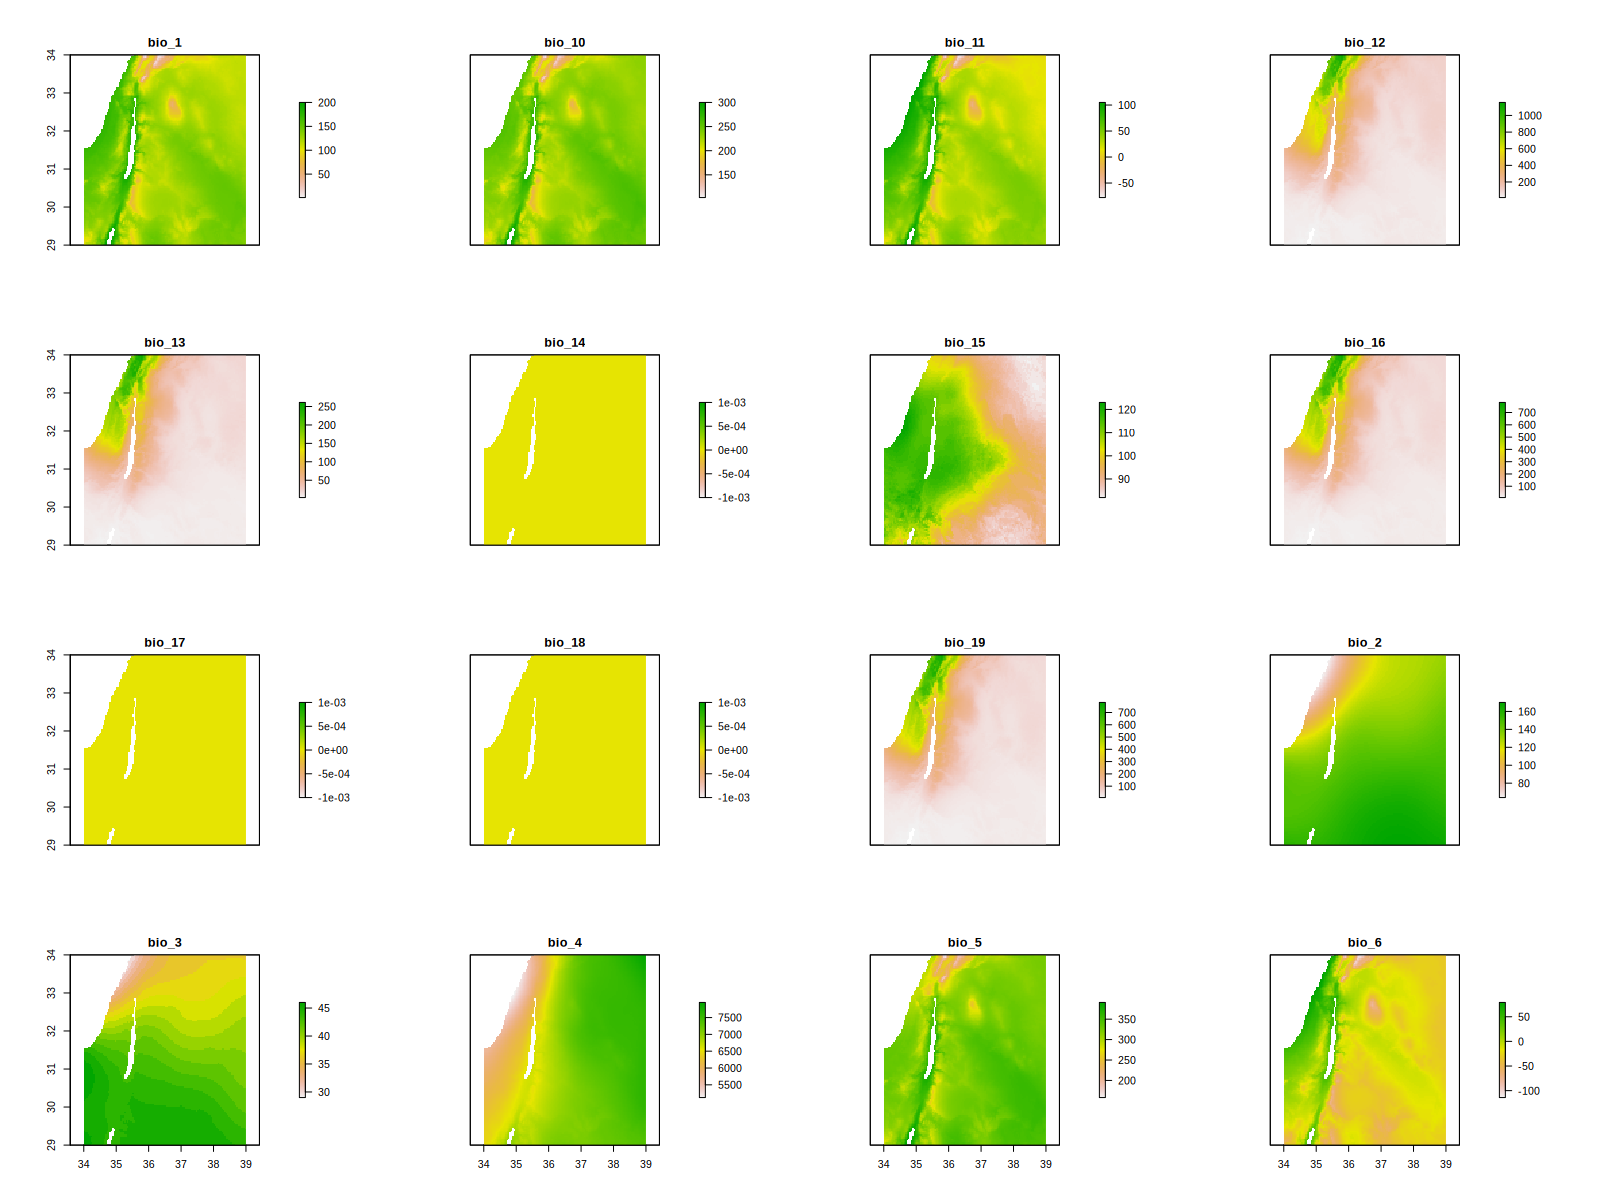 bio_1 bio_10 bio_11 bio_12
34 33 32 31 30 29
200 150 100 50
300 250 200 150
100 50 0 -50
1000 800 600 400 200
bio_13 bio_14 bio_15 bio_16
34 33 32 31 30 29
250 200 150 100 50
1e-03 5e-04 0e+00 -5e-04 -1e-03
120 110 100 90
700 600 500 400 300 200 100
bio_17 bio_18 bio_19 bio_2
34 33 32 31 30 29
1e-03 5e-04 0e+00 -5e-04 -1e-03
1e-03 5e-04 0e+00 -5e-04 -1e-03
700 600 500 400 300 200 100
160 140 120 100 80
bio_3 bio_4 bio_5 bio_6
34 33 32 31 30 29
45 40 35 30
7500 7000 6500 6000 5500
350 300 250 200
50 0 -50 -100
34 35 36 37 38 39
34 35 36 37 38 39
34 35 36 37 38 39
34 35 36 37 38 39